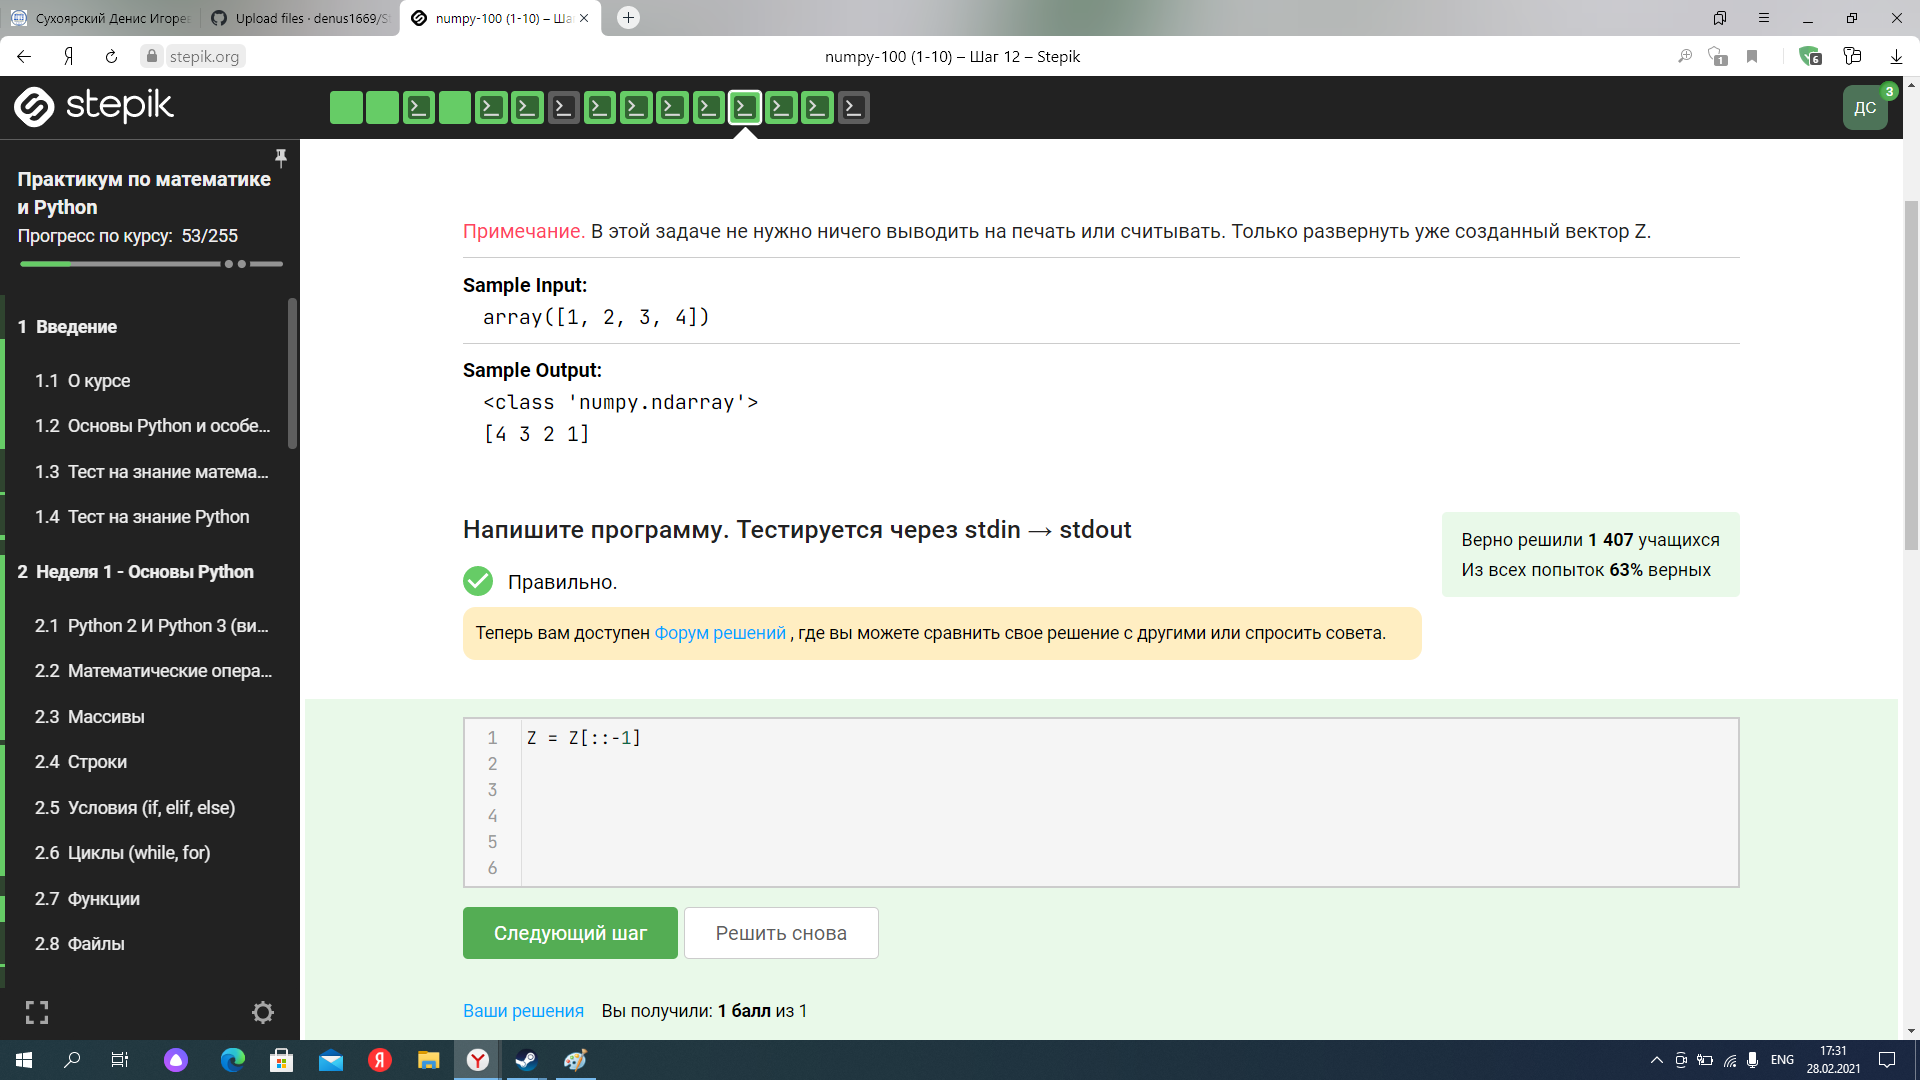 Сухоярский Денис Игорев
Upload files · denus1669/S
numpy-100 (1-10) – Ша
stepik.org
numpy-100 (1-10) – Шаг 12 – Stepik
1
6
stepik
ДС
3
Практикум по математике
и Python
Прогресс по курсу: 53/255
1 Введение
1.1 О курсе
1.2 Основы Python и особе...
1.3 Тест на знание матема...
1.4 Тест на знание Python
2 Неделя 1 - Основы Python
2.1 Python 2 И Python 3 (ви...
2.2 Математические опера...
2.3 Массивы
2.4 Строки
2.5 Условия (if, elif, else)
2.6 Циклы (while, for)
2.7 Функции
2.8 Файлы
Примечание. В этой задаче не нужно ничего выводить на печать или считывать. Только развернуть уже созданный вектор Z.
Sample Input:
array([1, 2, 3, 4])
Sample Output:
<class 'numpy.ndarray'>
[4 3 2 1]
Напишите программу. Тестируется через stdin → stdout
Верно решили 1 407 учащихся
Из всех попыток 63% верных
Правильно.
Теперь вам доступен Форум решений , где вы можете сравнить свое решение с другими или спросить совета.
1 Z = Z[::-1]
2
3
4
5
6
Следующий шаг
Решить снова
Ваши решения Вы получили: 1 балл из 1
ENG
17:31
28.02.2021